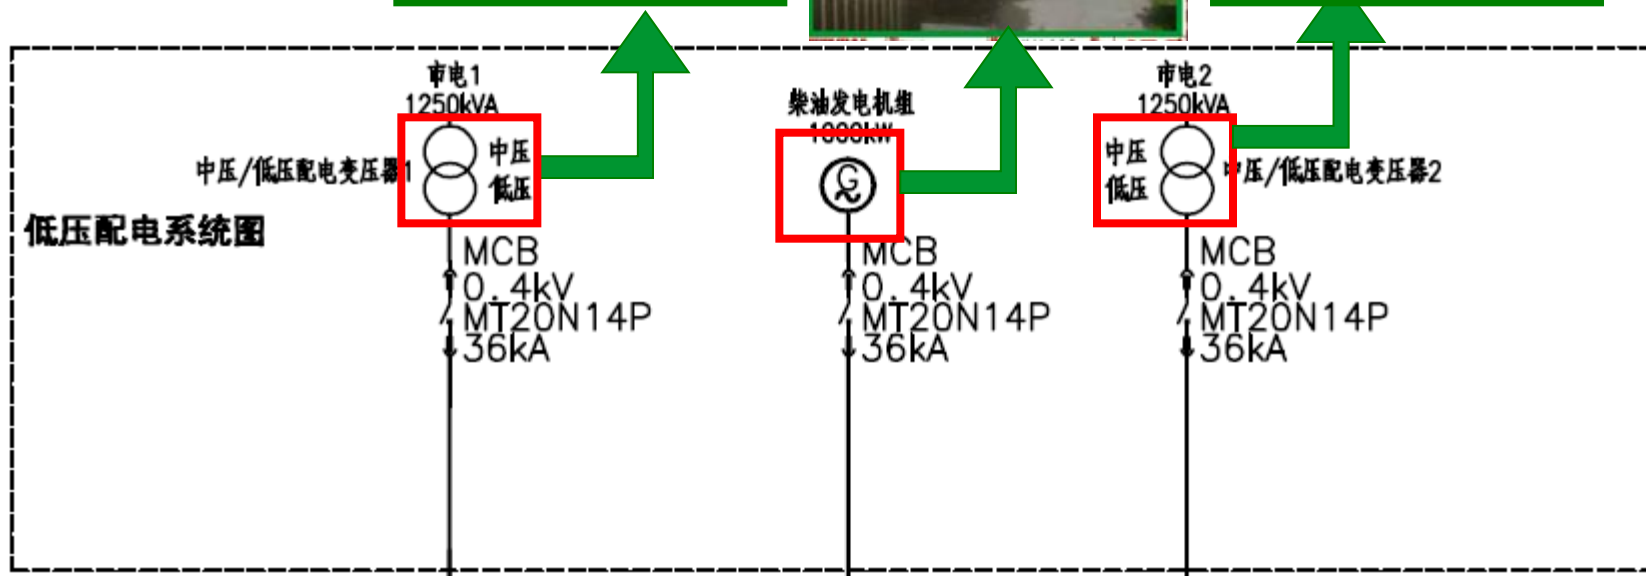 市电1
1250kVA
中压
低压
中压/低压配电变压器1
柴油发电机组
1000kW
G
市电2
1250kVA
中压
低压
中压/低压配电变压器2
低压配电系统图
MCB
0.4kV
MT20N14P
36kA
MCB
0.4kV
MT20N14P
36kA
MCB
0.4kV
MT20N14P
36kA